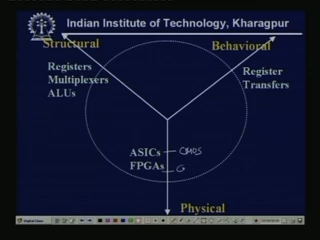 Indian Institute of Technology, Kharagpur
Structural
Behavioral
Registers
Multiplexers
ALUs
Register
Transfers
ASICs CMOS
FPGAs
Physical